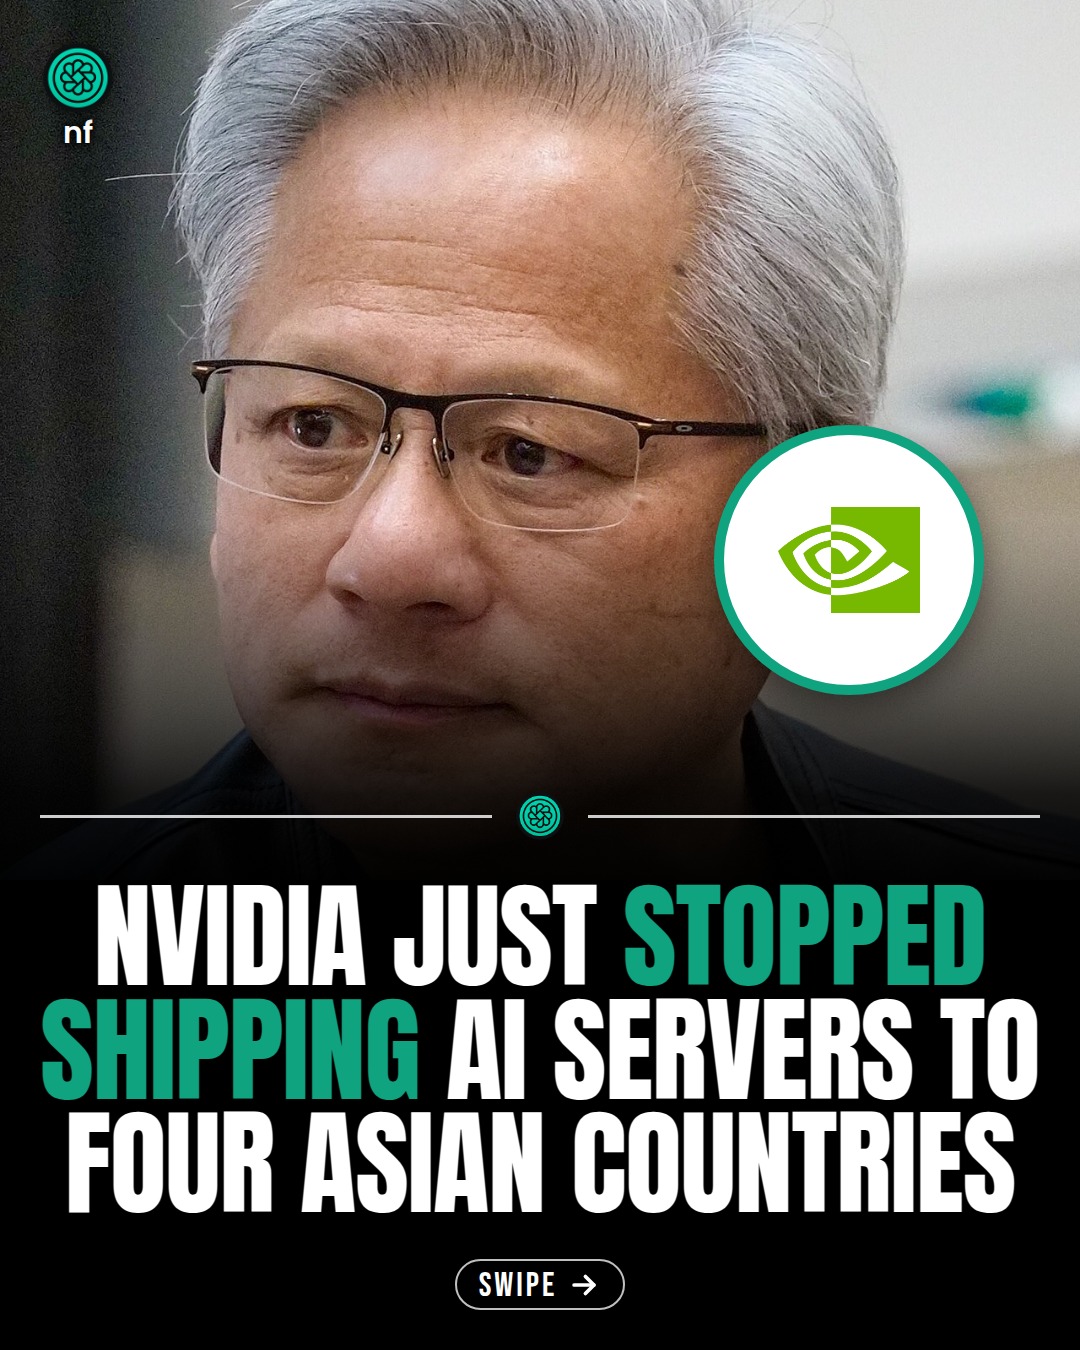 nf
NVIDIA JUST STOPPED
SHIPPING AI SERVERS TO
FOUR ASIAN COUNTRIES
SWIPE →